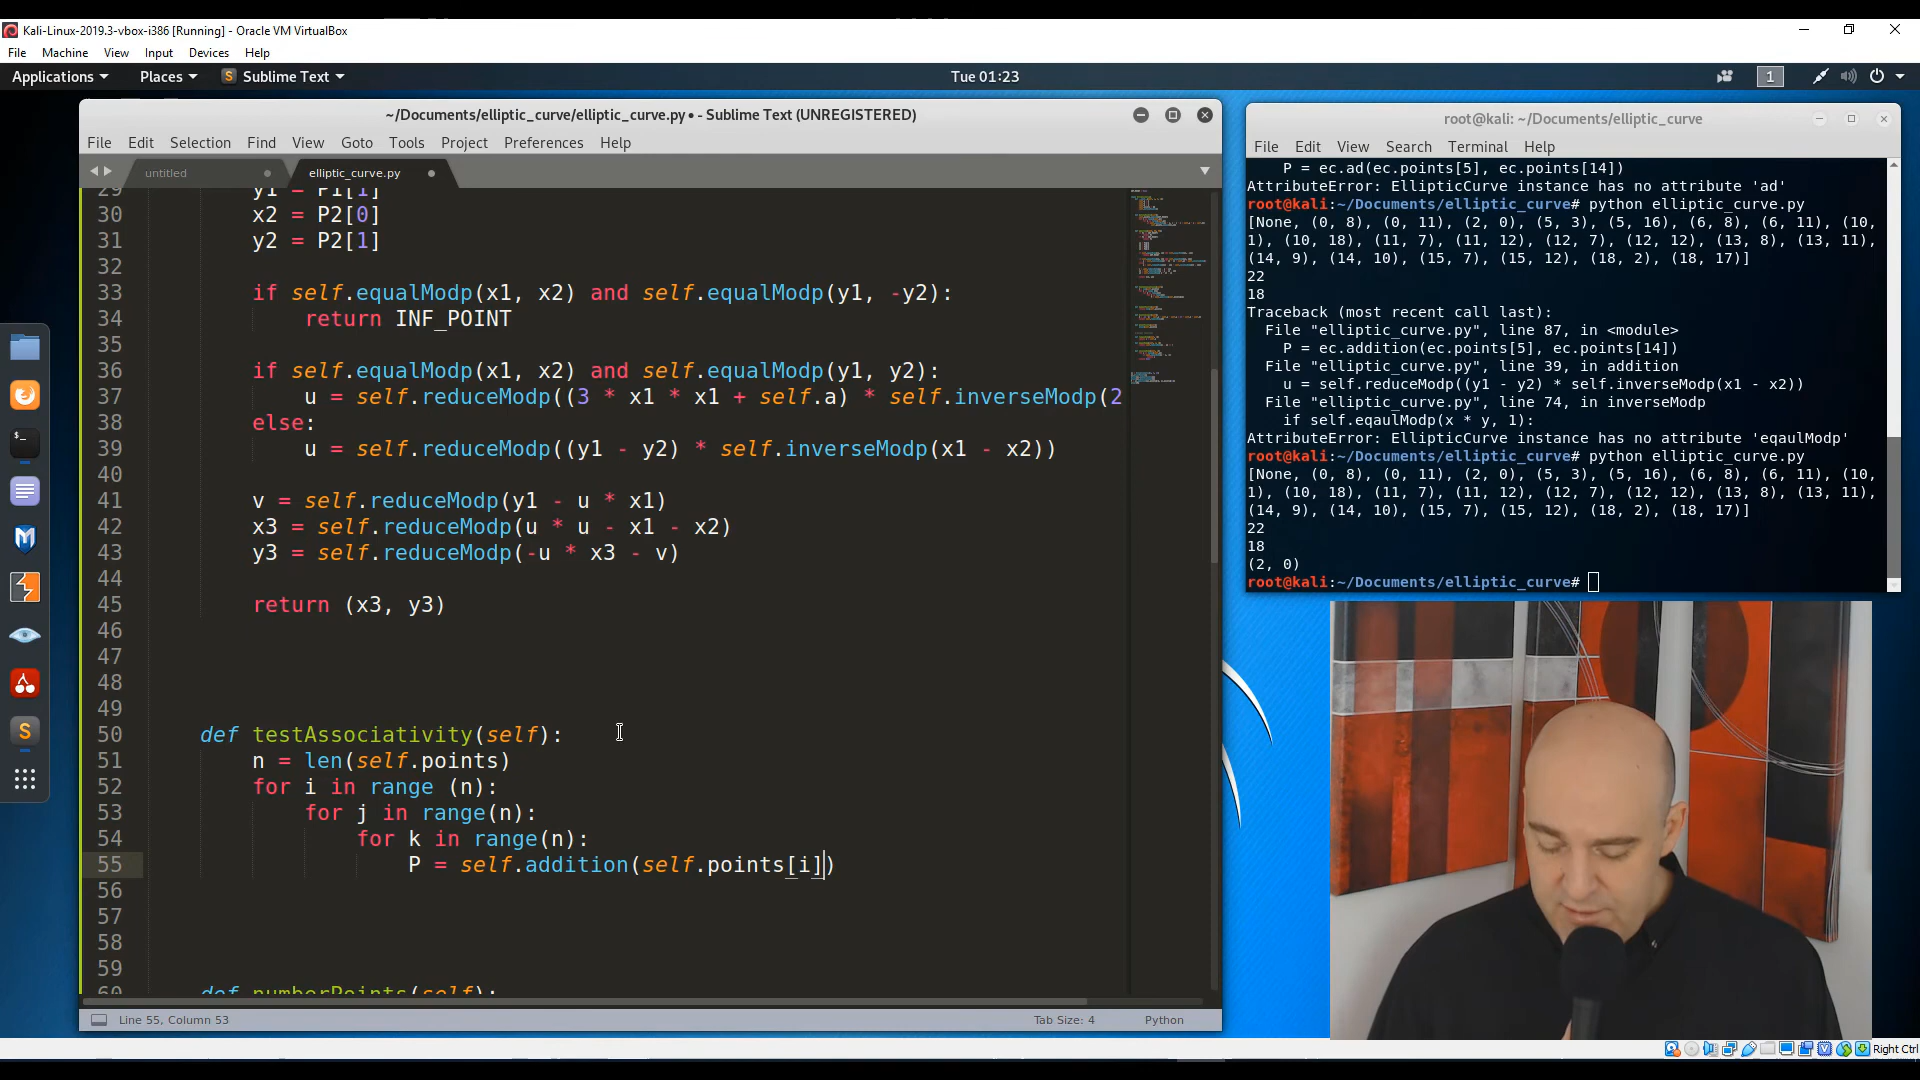 Kali-Linux-2019.3-vbox-i386 [Running] - Oracle VM VirtualBox
File Machine View Input Devices Help
Applications Places Sublime Text Tue 01:23 1
~/Documents/elliptic_curve/elliptic_curve.py • - Sublime Text (UNREGISTERED)
File Edit Selection Find View Goto Tools Project Preferences Help
untitled elliptic_curve.py
29 y1 = P1[1]
30 x2 = P2[0]
31 y2 = P2[1]
32
33 if self.equalModp(x1, x2) and self.equalModp(y1, -y2):
34 return INF_POINT
35
36 if self.equalModp(x1, x2) and self.equalModp(y1, y2):
37 u = self.reduceModp((3 * x1 * x1 + self.a) * self.inverseModp(2
38 else:
39 u = self.reduceModp((y1 - y2) * self.inverseModp(x1 - x2))
40
41 v = self.reduceModp(y1 - u * x1)
42 x3 = self.reduceModp(u * u - x1 - x2)
43 y3 = self.reduceModp(-u * x3 - v)
44
45 return (x3, y3)
46
47
48
49
50 def testAssociativity(self):
51 n = len(self.points)
52 for i in range (n):
53 for j in range(n):
54 for k in range(n):
55 P = self.addition(self.points[i])
56
57
58
59
60 def numberPoints(self):
Line 55, Column 53 Tab Size: 4 Python
root@kali: ~/Documents/elliptic_curve
File Edit View Search Terminal Help
P = ec.ad(ec.points[5], ec.points[14])
AttributeError: EllipticCurve instance has no attribute 'ad'
root@kali:~/Documents/elliptic_curve# python elliptic_curve.py
[None, (0, 8), (0, 11), (2, 0), (5, 3), (5, 16), (6, 8), (6, 11), (10,
1), (10, 18), (11, 7), (11, 12), (12, 7), (12, 12), (13, 8), (13, 11),
(14, 9), (14, 10), (15, 7), (15, 12), (18, 2), (18, 17)]
22
18
Traceback (most recent call last):
File "elliptic_curve.py", line 87, in <module>
P = ec.addition(ec.points[5], ec.points[14])
File "elliptic_curve.py", line 39, in addition
u = self.reduceModp((y1 - y2) * self.inverseModp(x1 - x2))
File "elliptic_curve.py", line 74, in inverseModp
if self.eqaulModp(x * y, 1):
AttributeError: EllipticCurve instance has no attribute 'eqaulModp'
root@kali:~/Documents/elliptic_curve# python elliptic_curve.py
[None, (0, 8), (0, 11), (2, 0), (5, 3), (5, 16), (6, 8), (6, 11), (10,
1), (10, 18), (11, 7), (11, 12), (12, 7), (12, 12), (13, 8), (13, 11),
(14, 9), (14, 10), (15, 7), (15, 12), (18, 2), (18, 17)]
22
18
(2, 0)
root@kali:~/Documents/elliptic_curve#
Right Ctrl